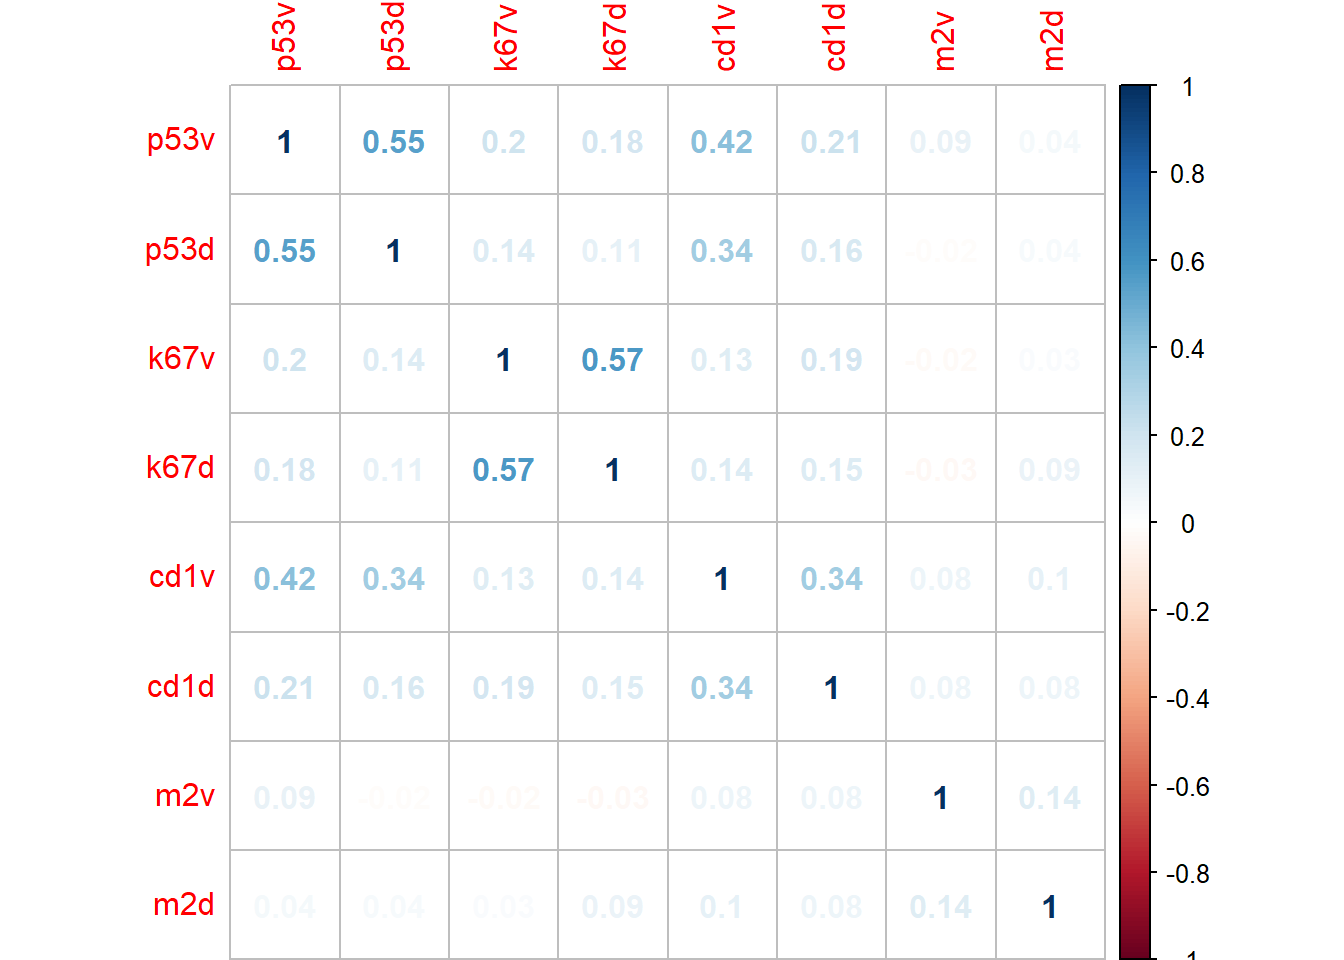 p53v p53d k67v k67d cd1v cd1d m2v m2d
p53v 1 0.55 0.2 0.18 0.42 0.21 0.09 0.04
p53d 0.55 1 0.14 0.11 0.34 0.16 -0.02 0.04
k67v 0.2 0.14 1 0.57 0.13 0.19 -0.02 0.03
k67d 0.18 0.11 0.57 1 0.14 0.15 -0.03 0.09
cd1v 0.42 0.34 0.13 0.14 1 0.34 0.08 0.1
cd1d 0.21 0.16 0.19 0.15 0.34 1 0.08 0.08
m2v 0.09 -0.02 -0.02 -0.03 0.08 0.08 1 0.14
m2d 0.04 0.04 0.03 0.09 0.1 0.08 0.14 1
1
0.8
0.6
0.4
0.2
0
-0.2
-0.4
-0.6
-0.8
-1